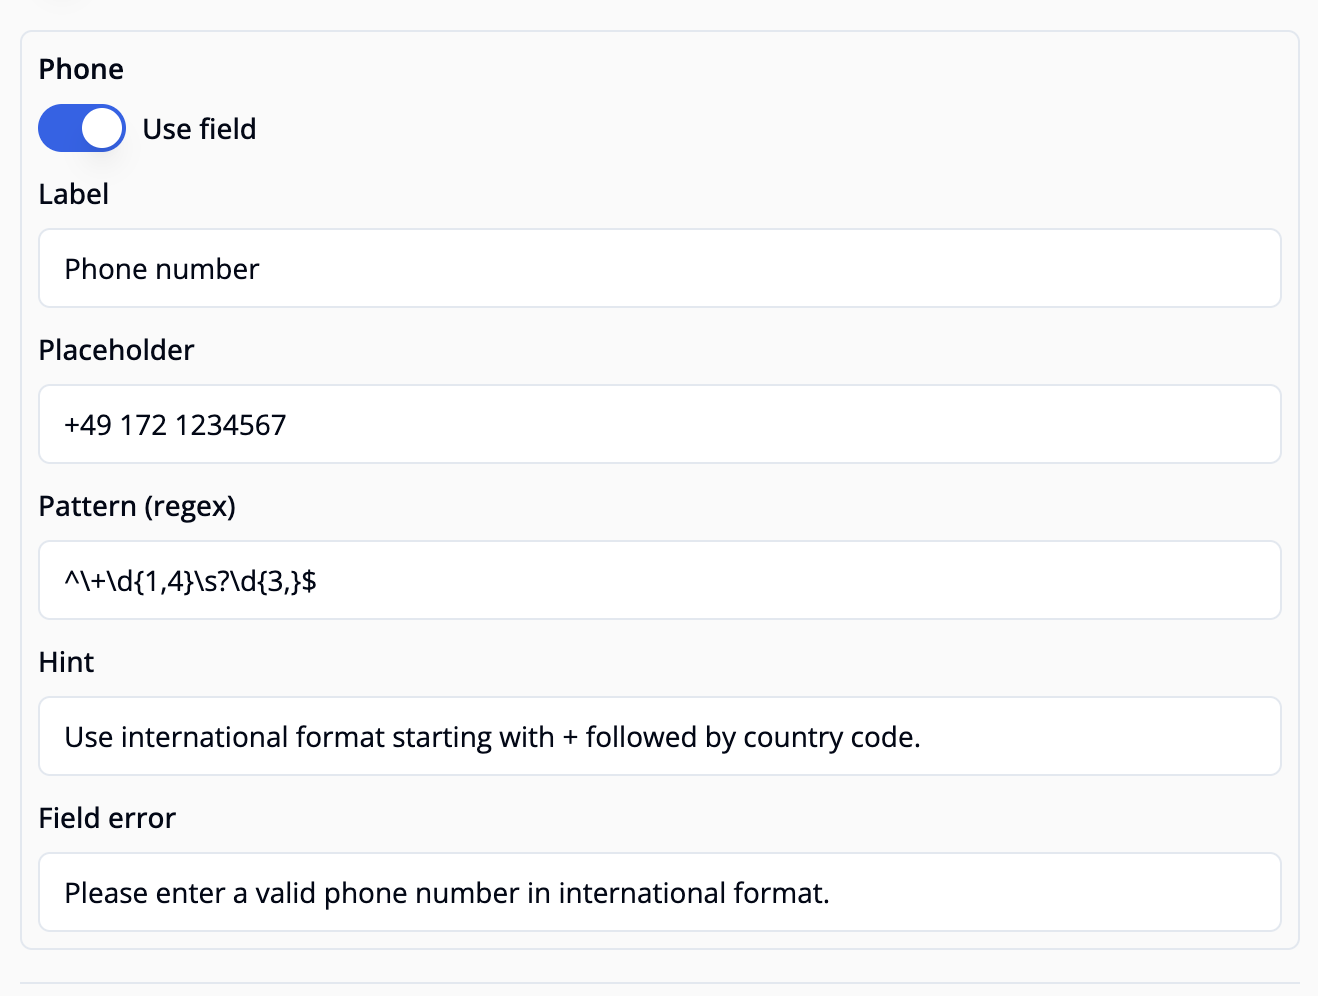 Phone
Use field
Label
Phone number
Placeholder
+49 172 1234567
Pattern (regex)
^\+\d{1,4}\s?\d{3,}$
Hint
Use international format starting with + followed by country code.
Field error
Please enter a valid phone number in international format.